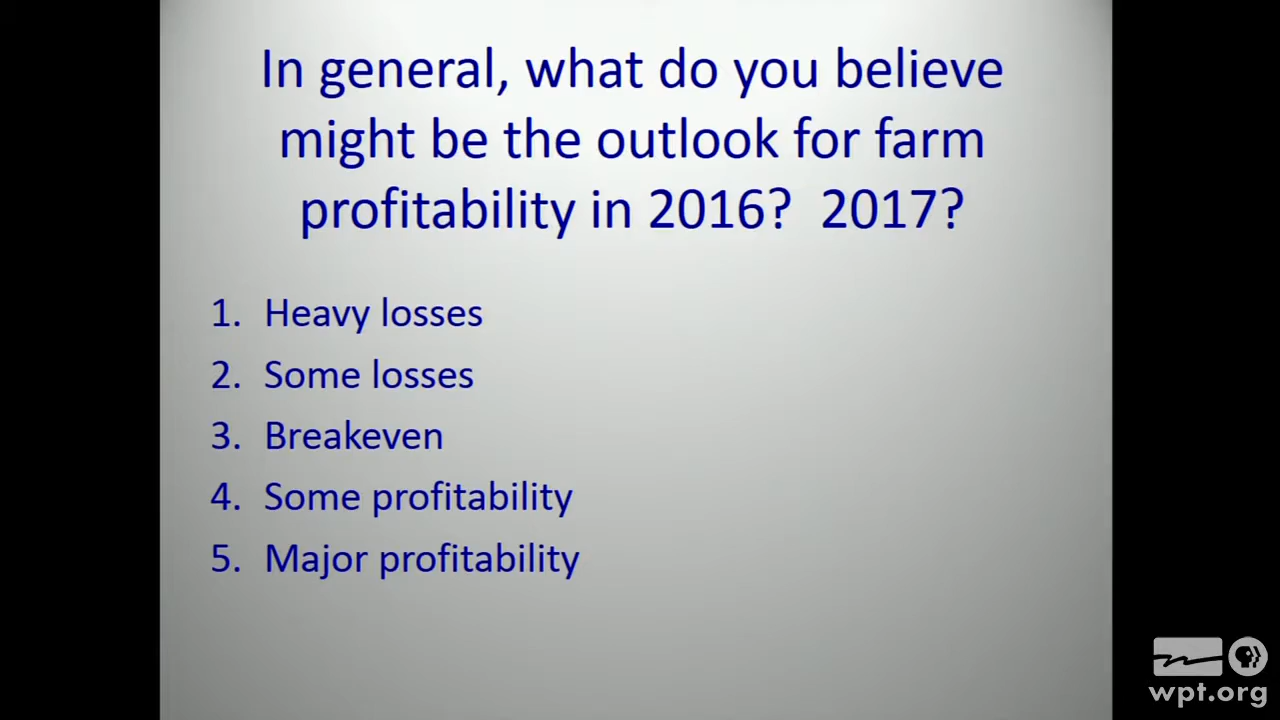 In general, what do you believe
might be the outlook for farm
profitability in 2016?  2017?
1. Heavy losses
2. Some losses
3. Breakeven
4. Some profitability
5. Major profitability
wpt.org